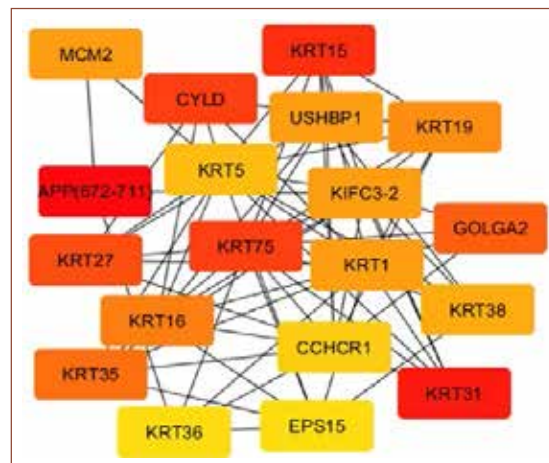 KRT15
MCM2
CYLD
USHBP1
KRT19
KRT5
APP(672-711)
KIFC3-2
GOLGA2
KRT27
KRT75
KRT1
KRT16
KRT38
CCHCR1
KRT35
KRT31
KRT36
EPS15